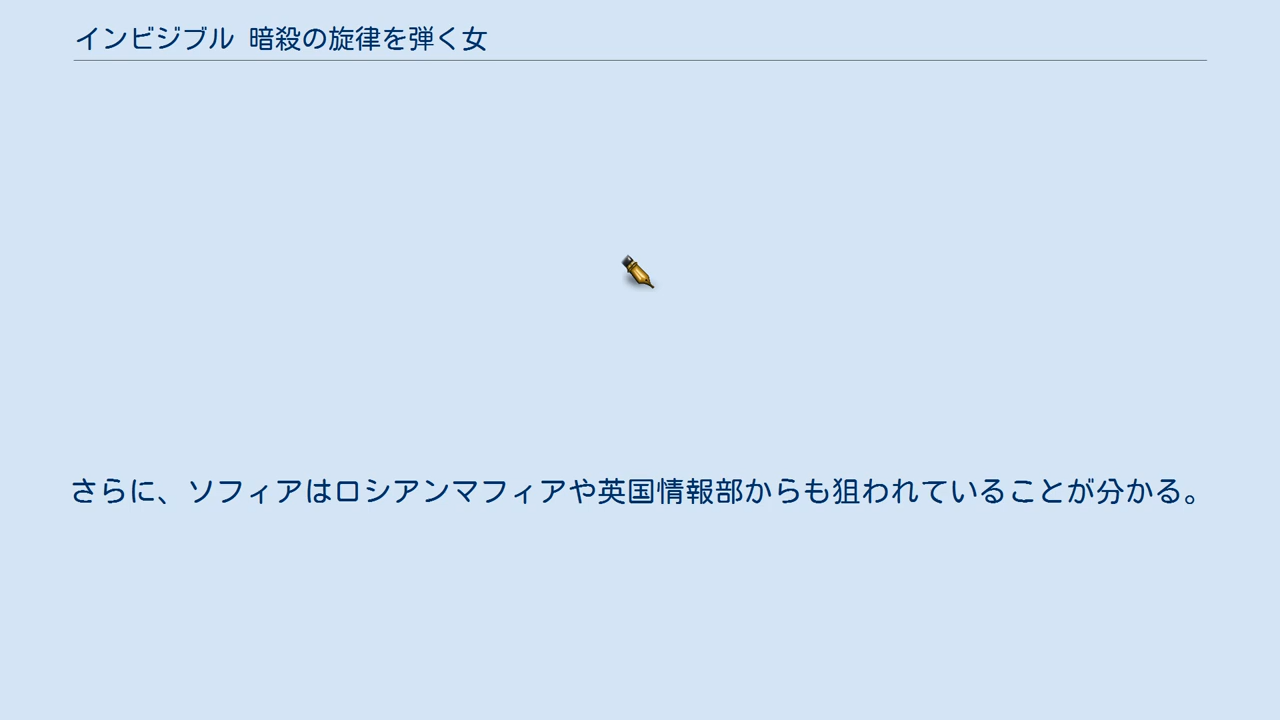 インビジブル 暗殺の旋律を弾く女
さらに、ソフィアはロシアンマフィアや英国情報部からも狙われていることが分かる。